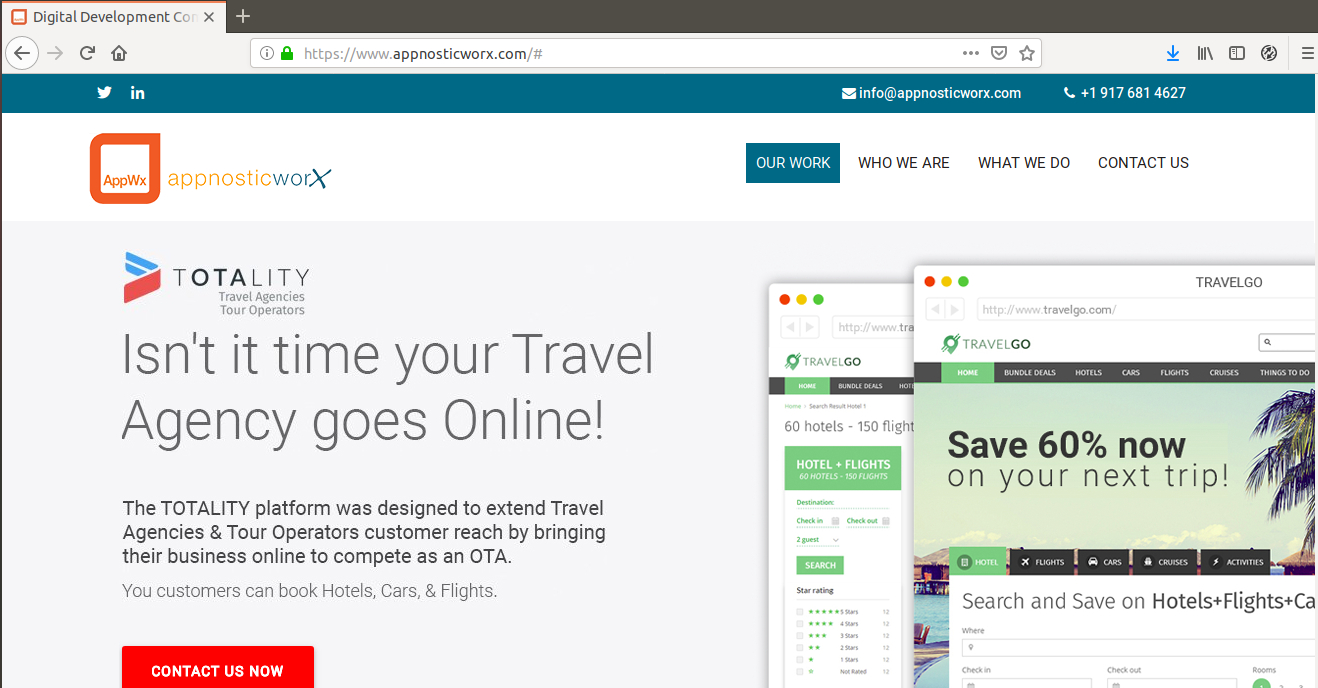 Digital Development Con
https://www.appnosticworx.com/#
in
info@appnosticworx.com
+1 917 681 4627
AppWx
appnosticworX
OUR WORK
WHO WE ARE
WHAT WE DO
CONTACT US
TOTALITY
Travel Agencies
Tour Operators
Isn't it time your Travel
Agency goes Online!
The TOTALITY platform was designed to extend Travel
Agencies & Tour Operators customer reach by bringing
their business online to compete as an OTA.
You customers can book Hotels, Cars, & Flights.
CONTACT US NOW
http://www.tra
TRAVELGO
HOME
BUNDLE DEALS
HOTE
Home › Search Result Hotel 1
60 hotels - 150 flight
HOTEL + FLIGHTS
60 HOTELS - 150 FLIGHTS
Destination:
Check in
Check out
2 guest
SEARCH
Star rating
5 Stars 12
4 Stars 12
3 Stars 12
2 Stars 12
1 Stars 12
Not Rated 12
TRAVELGO
http://www.travelgo.com/
TRAVELGO
HOME
BUNDLE DEALS
HOTELS
CARS
FLIGHTS
CRUISES
THINGS TO DO
Save 60% now
on your next trip!
HOTEL
FLIGHTS
CARS
CRUISES
ACTIVITIES
Search and Save on Hotels+Flights+Ca
Where
Check in
Check out
Rooms